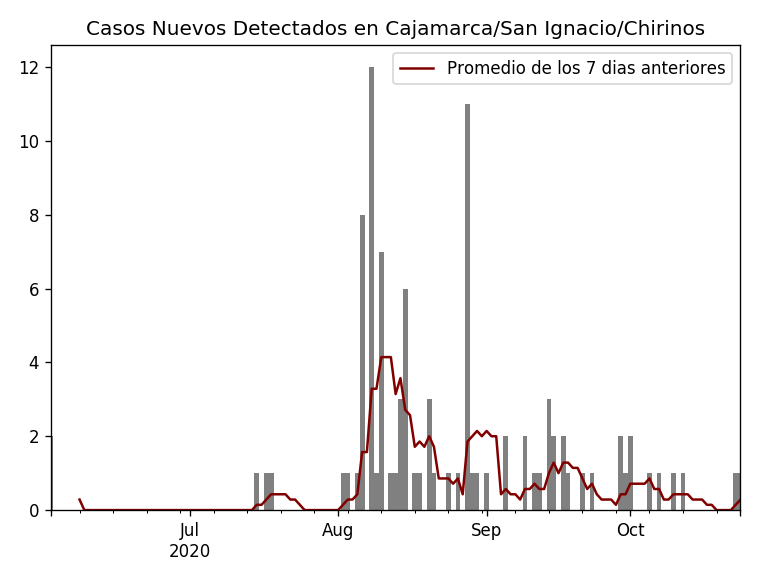 Casos Nuevos Detectados en Cajamarca/San Ignacio/Chirinos
Promedio de los 7 dias anteriores
12
10
8
6
4
2
0
Jul
2020
Aug
Sep
Oct